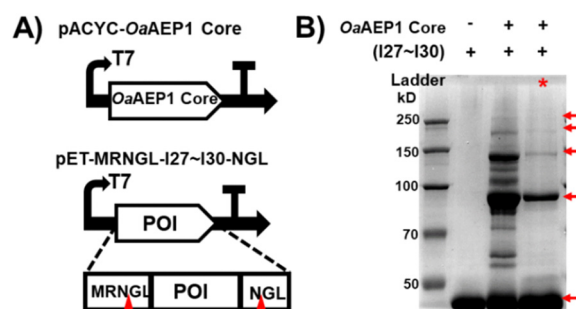 A)
pACYC-OaAEP1 Core
T7
OaAEP1 Core
pET-MRNGL-I27~I30-NGL
T7
POI
MRNGL POI NGL
B)
OaAEP1 Core - + +
(I27~I30) + + +
Ladder *
kD
250
150
100
70
50